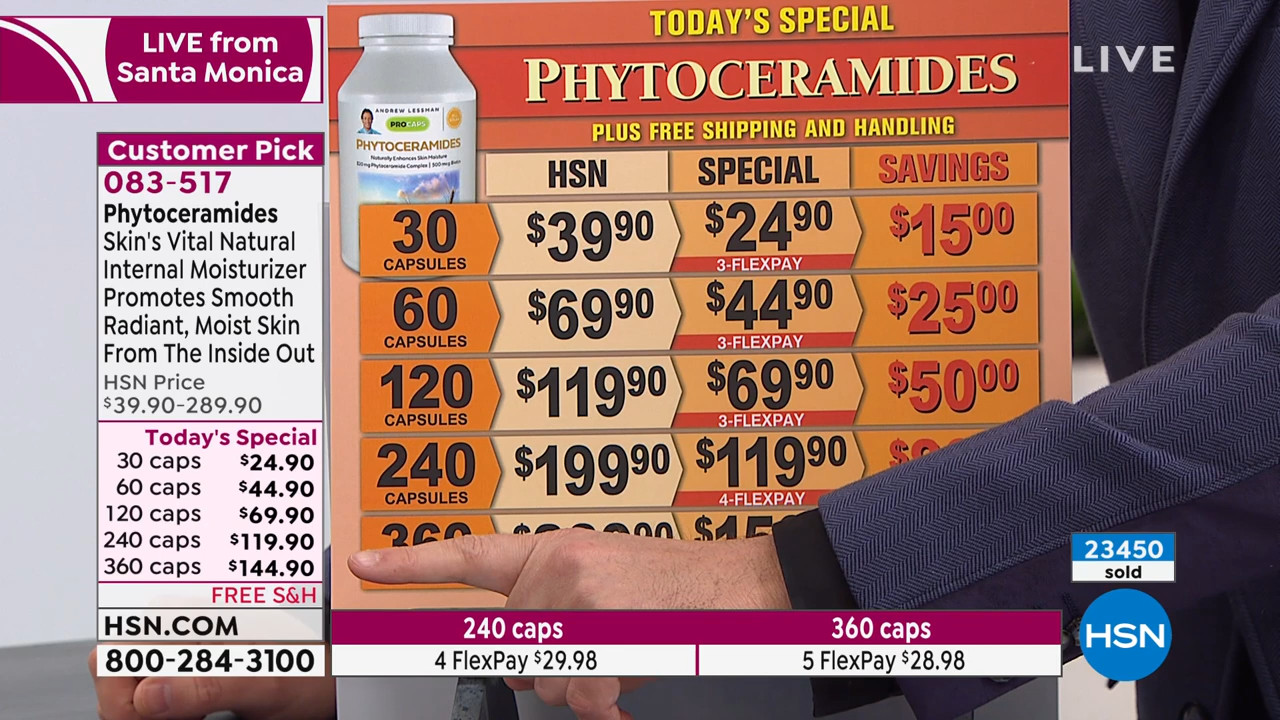 LIVE from
Santa Monica
Customer Pick
083-517
Phytoceramides
Skin's Vital Natural
Internal Moisturizer
Promotes Smooth
Radiant, Moist Skin
From The Inside Out
HSN Price
$39.90-289.90
Today's Special
30 caps $24.90
60 caps $44.90
120 caps $69.90
240 caps $119.90
360 caps $144.90
FREE S&H
HSN.COM
800-284-3100
TODAY'S SPECIAL
PHYTOCERAMIDES
PLUS FREE SHIPPING AND HANDLING
ANDREW LESSMAN
PROCAPS
PHYTOCERAMIDES
Naturally Enhances Skin Moisture
HSN SPECIAL SAVINGS
30 CAPSULES $39.90 $24.90 3-FLEXPAY $15.00
60 CAPSULES $69.90 $44.90 3-FLEXPAY $25.00
120 CAPSULES $119.90 $69.90 3-FLEXPAY $50.00
240 CAPSULES $199.90 $119.90 4-FLEXPAY
360
LIVE
23450
sold
HSN
240 caps 360 caps
4 FlexPay $29.98 5 FlexPay $28.98